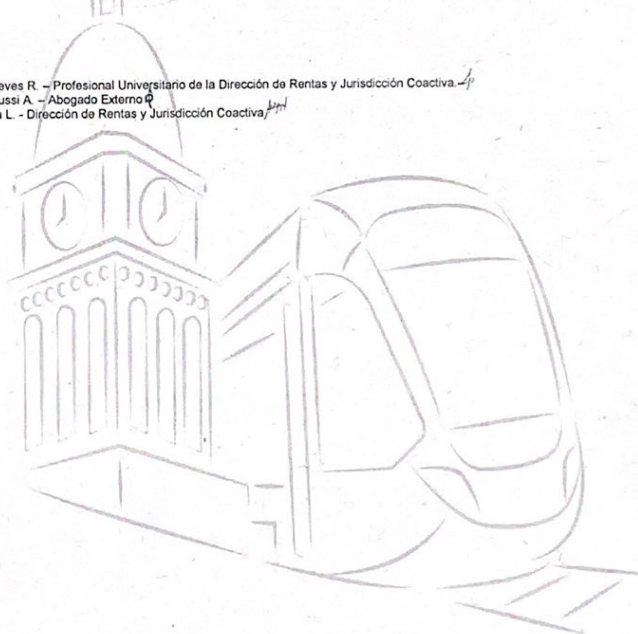 eves R. – Profesional Universitario de la Dirección de Rentas y Jurisdicción Coactiva.
ussi A. – Abogado Externo
L. - Dirección de Rentas y Jurisdicción Coactiva